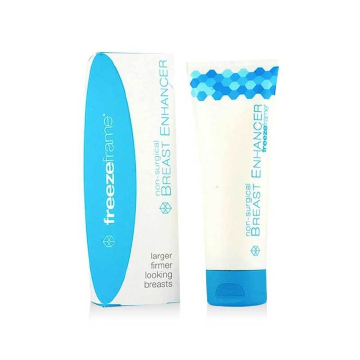 freezeframe®
non-surgical
BREAST ENHANCER
larger
firmer
looking
breasts
non-surgical
BREAST ENHANCER
freezeframe